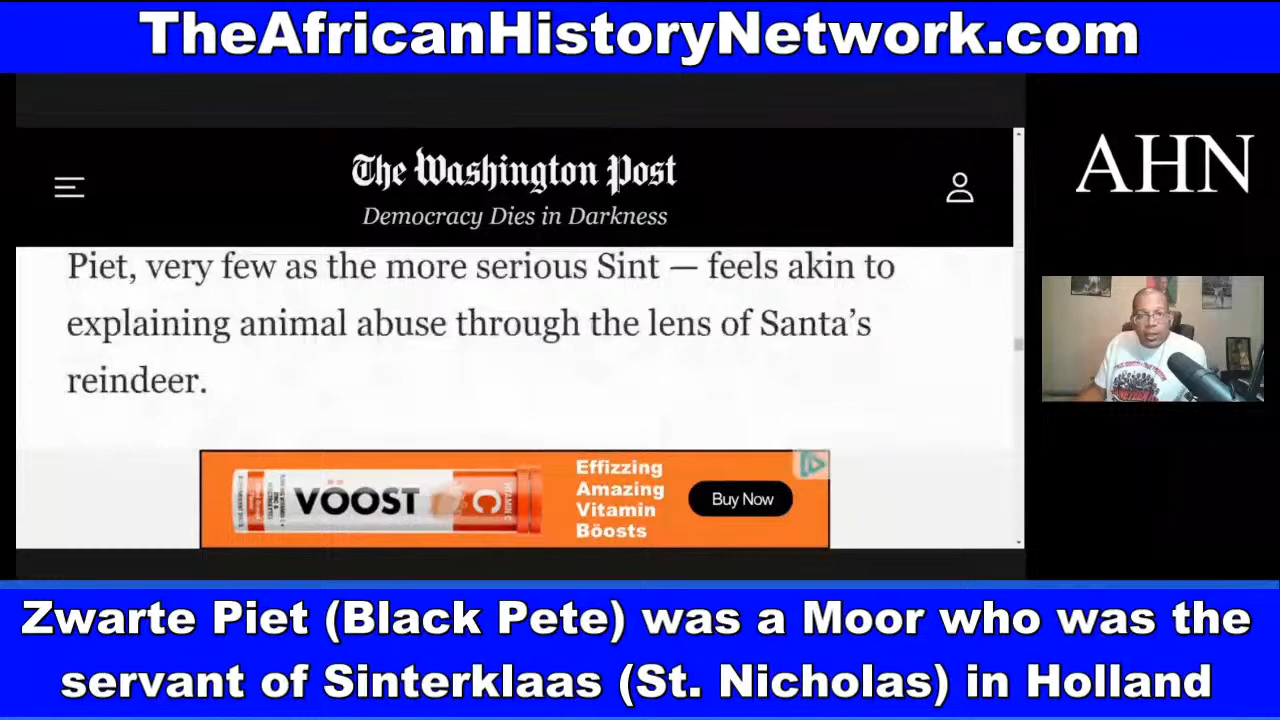 TheAfricanHistoryNetwork.com
AHN
The Washington Post
Democracy Dies in Darkness
Piet, very few as the more serious Sint — feels akin to
explaining animal abuse through the lens of Santa's
reindeer.
VÖOST
VITAMIN
C
Effizzing
Amazing
Vitamin
Böosts
Buy Now
Zwarte Piet (Black Pete) was a Moor who was the
servant of Sinterklaas (St. Nicholas) in Holland